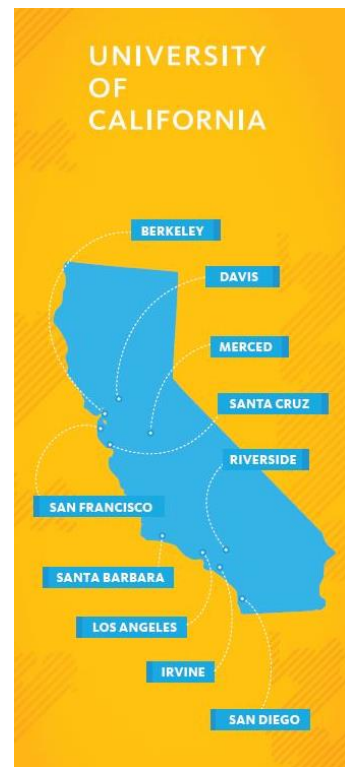 UNIVERSITY
OF
CALIFORNIA
BERKELEY
DAVIS
MERCED
SANTA CRUZ
RIVERSIDE
SAN FRANCISCO
SANTA BARBARA
LOS ANGELES
IRVINE
SAN DIEGO